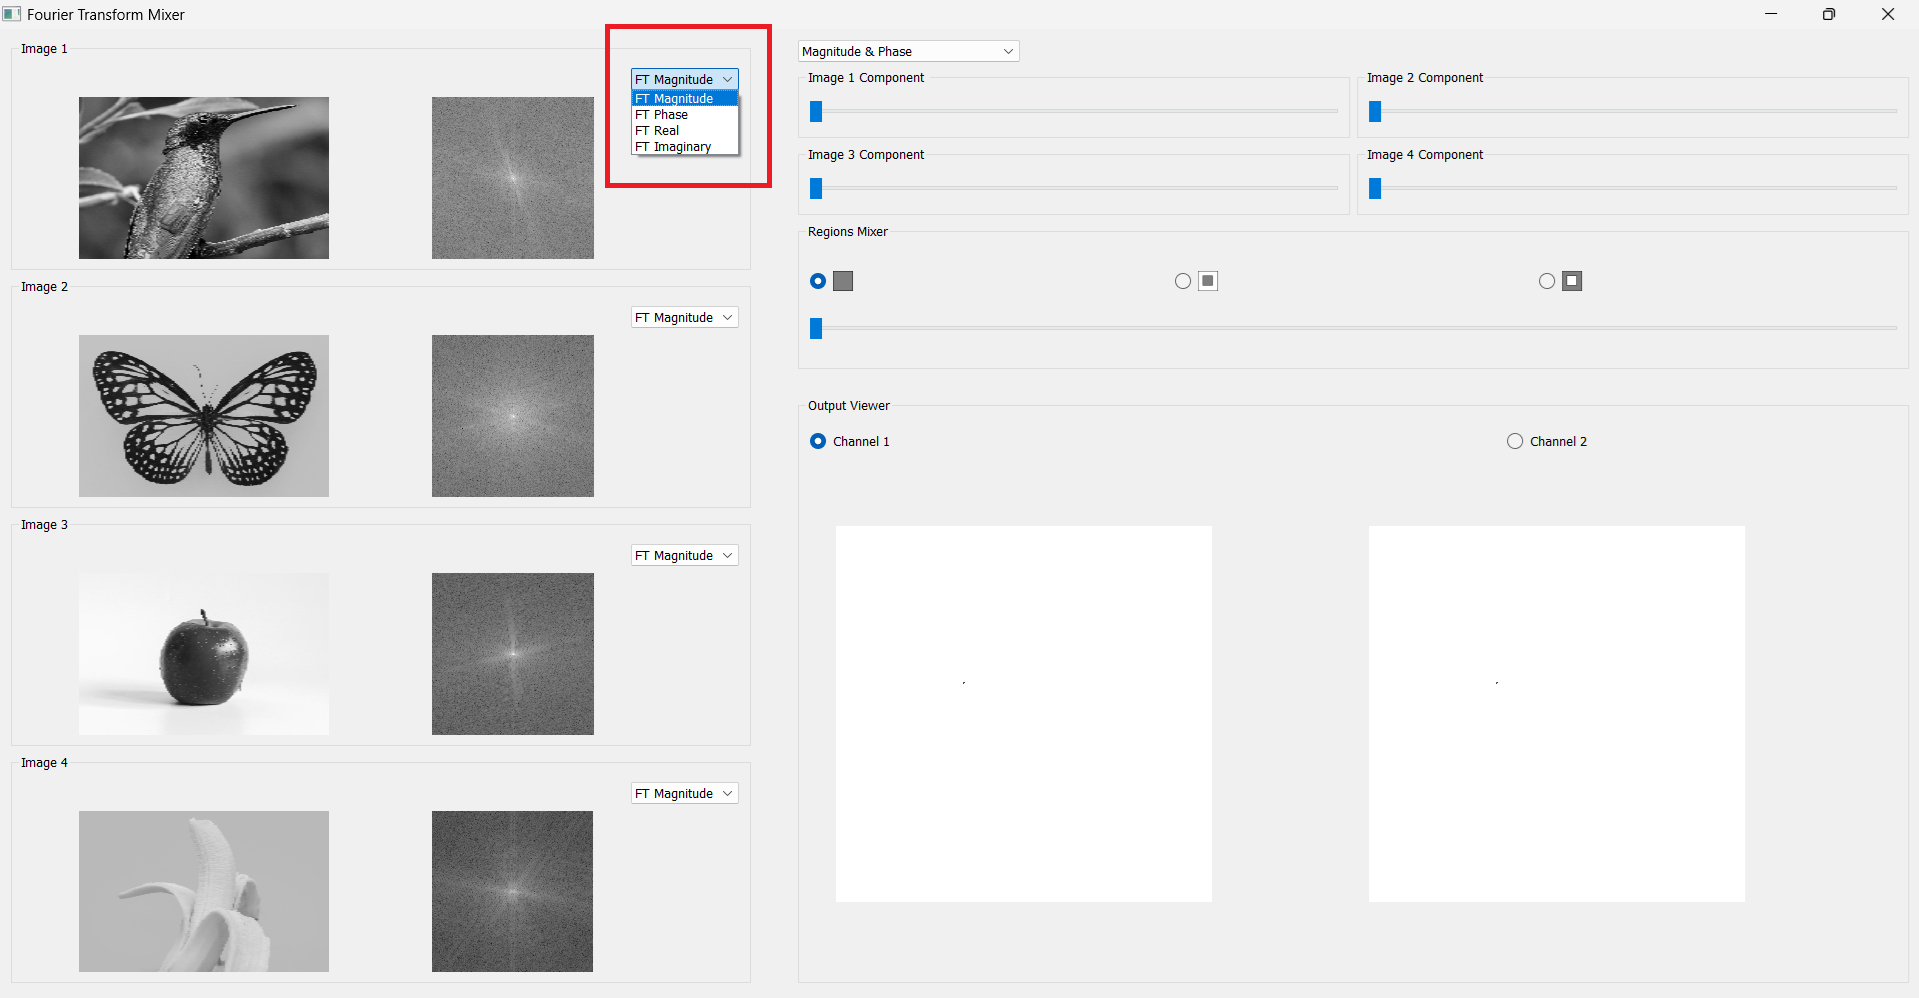 Fourier Transform Mixer
Image 1
FT Magnitude
FT Magnitude
FT Phase
FT Real
FT Imaginary
Image 2
FT Magnitude
Image 3
FT Magnitude
Image 4
FT Magnitude
Magnitude & Phase
Image 1 Component
Image 2 Component
Image 3 Component
Image 4 Component
Regions Mixer
Output Viewer
Channel 1
Channel 2